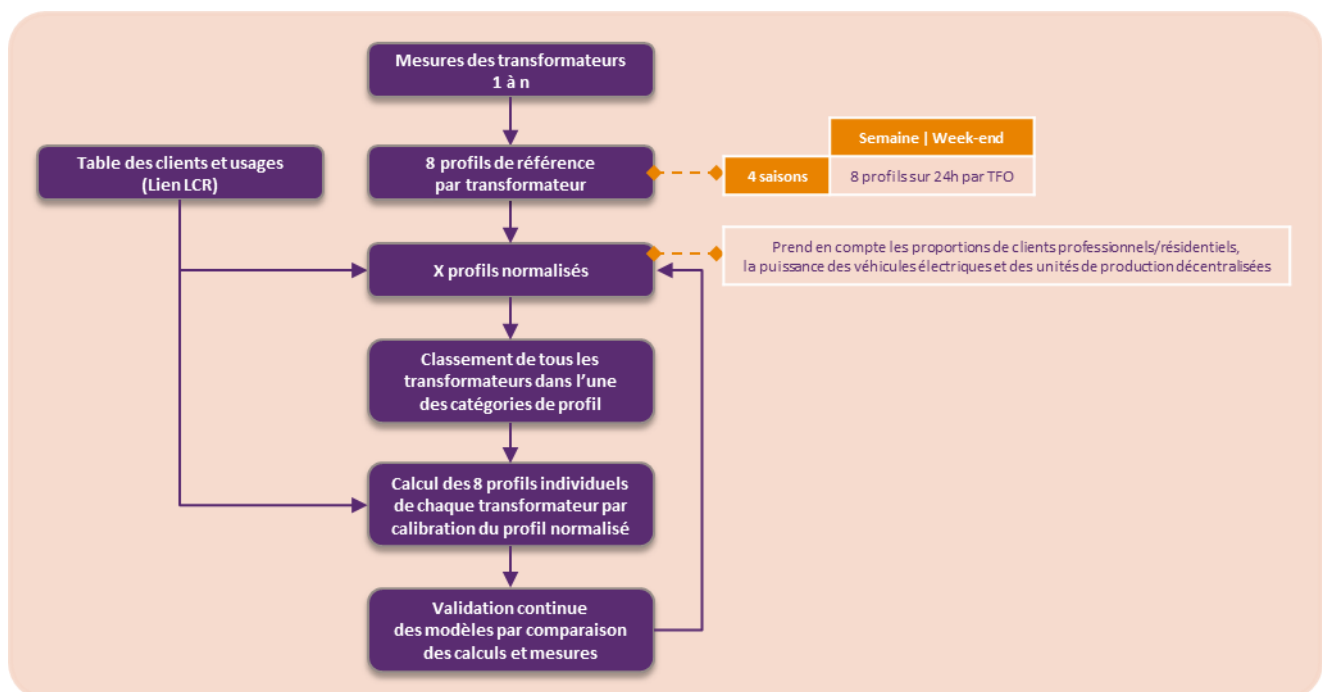 Mesures des transformateurs
1 à n
Table des clients et usages
(Lien LCR)
8 profils de référence
par transformateur
Semaine | Week-end
4 saisons
8 profils sur 24h par TFO
X profils normalisés
Prend en compte les proportions de clients professionnels/résidentiels,
la puissance des véhicules électriques et des unités de production décentralisées
Classement de tous les
transformateurs dans l’une
des catégories de profil
Calcul des 8 profils individuels
de chaque transformateur par
calibration du profil normalisé
Validation continue
des modèles par comparaison
des calculs et mesures